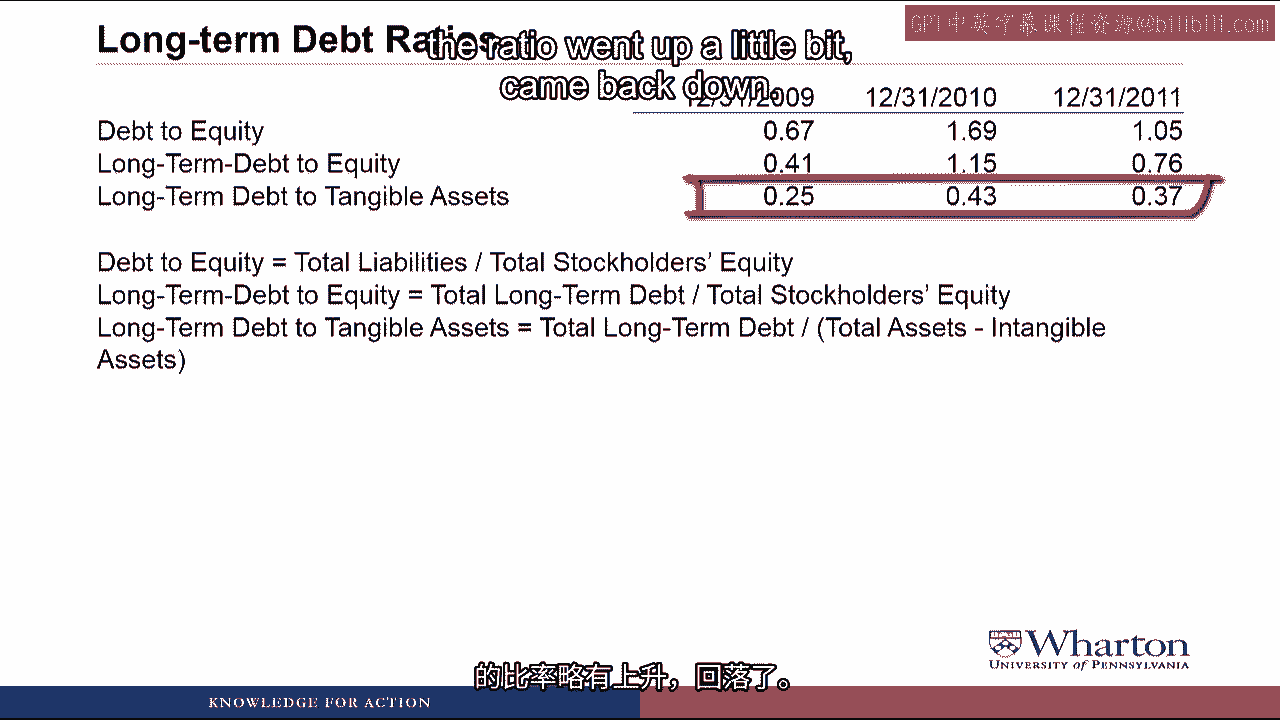 GPT中英字幕课程资源@bilibili.com
Long-term Debt Ratios
the ratio went up a little bit,
came back down.
12/31/2009 12/31/2010 12/31/2011
Debt to Equity 0.67 1.69 1.05
Long-Term-Debt to Equity 0.41 1.15 0.76
Long-Term Debt to Tangible Assets 0.25 0.43 0.37
Debt to Equity = Total Liabilities / Total Stockholders’ Equity
Long-Term-Debt to Equity = Total Long-Term Debt / Total Stockholders’ Equity
Long-Term Debt to Tangible Assets = Total Long-Term Debt / (Total Assets - Intangible
Assets)
Wharton
UNIVERSITY of PENNSYLVANIA
的比率略有上升，回落了。
KNOWLEDGE FOR ACTION